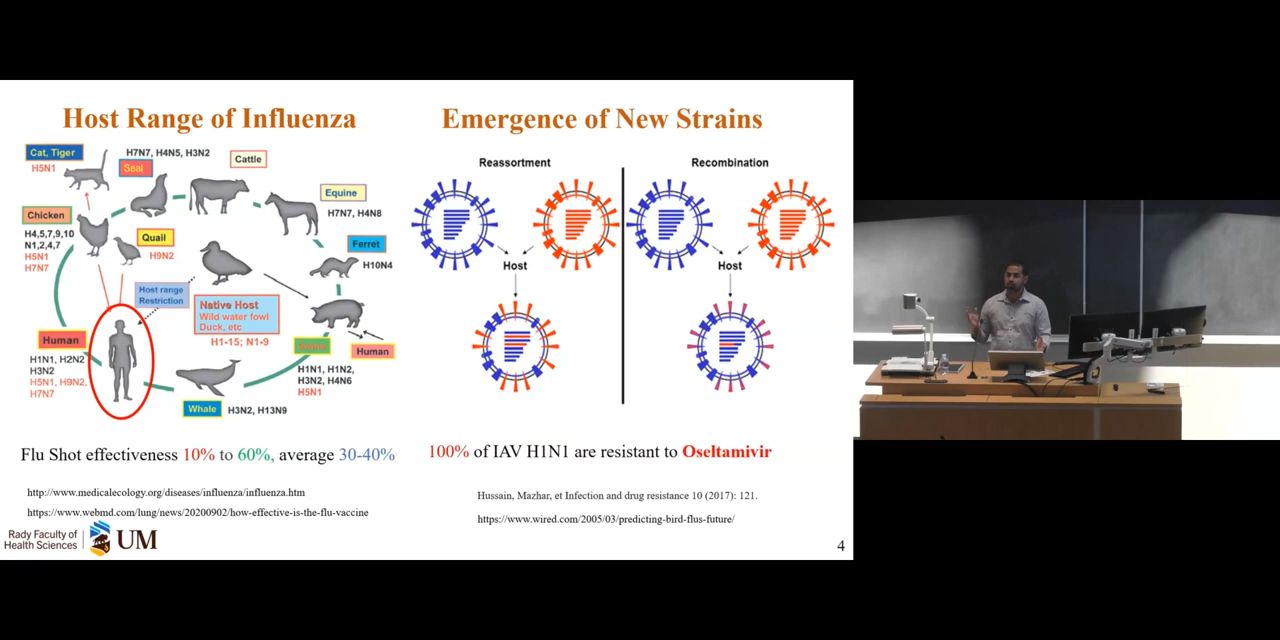 Host Range of Influenza
Cat, Tiger
H5N1
H7N7, H4N5, H3N2
Seal
Cattle
Equine
H7N7, H4N8
Chicken
H4,5,7,9,10
N1,2,4,7
H5N1
H7N7
Quail
H9N2
Ferret
H10N4
Host range
Restriction
Native Host
Wild water fowl
Duck, etc
H1-15; N1-9
Human
H1N1, H2N2
H3N2
H5N1, H9N2,
H7N7
Human
H1N1, H1N2,
H3N2, H4N6
H5N1
Whale
H3N2, H13N9
Flu Shot effectiveness 10% to 60%, average 30-40%
http://www.medicalecology.org/diseases/influenza/influenza.htm
https://www.webmd.com/lung/news/20200902/how-effective-is-the-flu-vaccine
Rady Faculty of
Health Sciences
UM
Emergence of New Strains
Reassortment
Recombination
Host
Host
100% of IAV H1N1 are resistant to Oseltamivir
Hussain, Mazhar, et Infection and drug resistance 10 (2017): 121.
https://www.wired.com/2005/03/predicting-bird-flus-future/
4